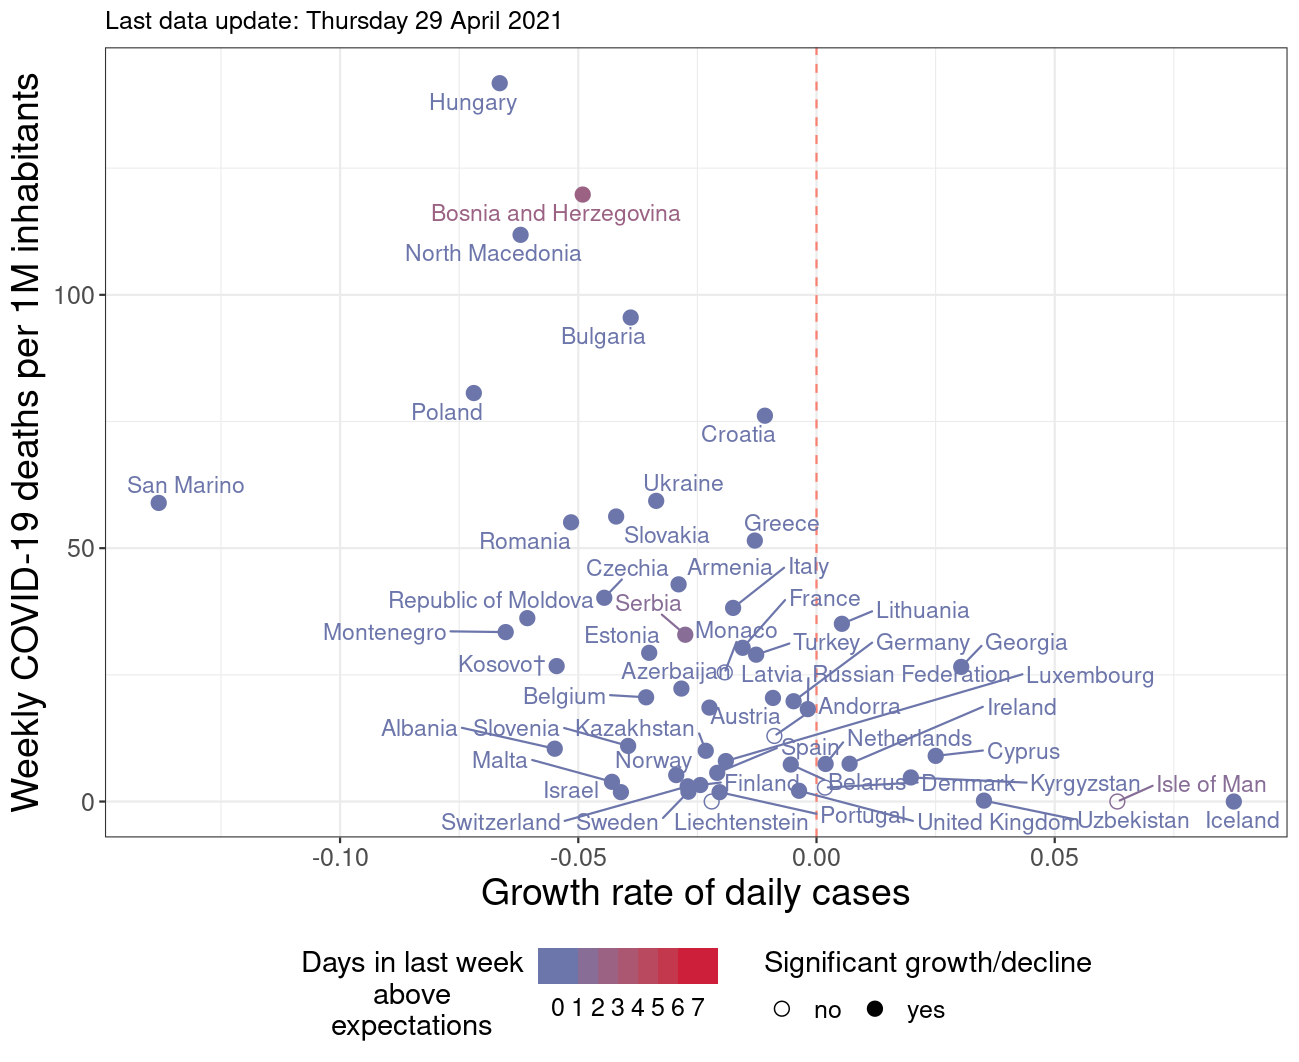 Last data update: Thursday 29 April 2021
Weekly COVID-19 deaths per 1M inhabitants
Hungary
Bosnia and Herzegovina
North Macedonia
100
Bulgaria
Poland
Croatia
San Marino
Ukraine
Greece
Romania
Slovakia
50
Czechia
Armenia
Italy
Republic of Moldova
Serbia
France
Lithuania
Montenegro
Estonia
Monaco
Turkey
Germany
Georgia
Kosovo†
Azerbaijan
Latvia
Russian Federation
Luxembourg
Belgium
Austria
Andorra
Ireland
Albania
Slovenia
Kazakhstan
Spain
Netherlands
Cyprus
Malta
Norway
Israel
Finland
Belarus
Denmark
Kyrgyzstan
Isle of Man
0
Switzerland
Sweden
Liechtenstein
Portugal
United Kingdom
Uzbekistan
Iceland
-0.10
-0.05
0.00
0.05
Growth rate of daily cases
Days in last week
above
expectations
0 1 2 3 4 5 6 7
Significant growth/decline
no
yes